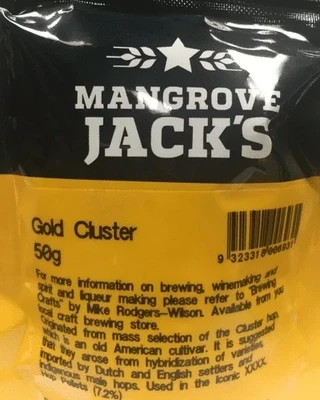 MANGROVE
JACK'S
Gold Cluster
50g
For more information on brewing, winemaking and
spirit and liqueur making please refer to "Brewing
Crafts" by Mike Rodgers-Wilson. Available from you
local craft brewing store.
Originated from mass selection of the Cluster hop,
which is an old American cultivar. It is suggested
that they arose from hybridization of varieties,
imported by Dutch and English settlers and
indigenous male hops. Used in the Iconic XXXX.
Hop Pellets (7.2%)